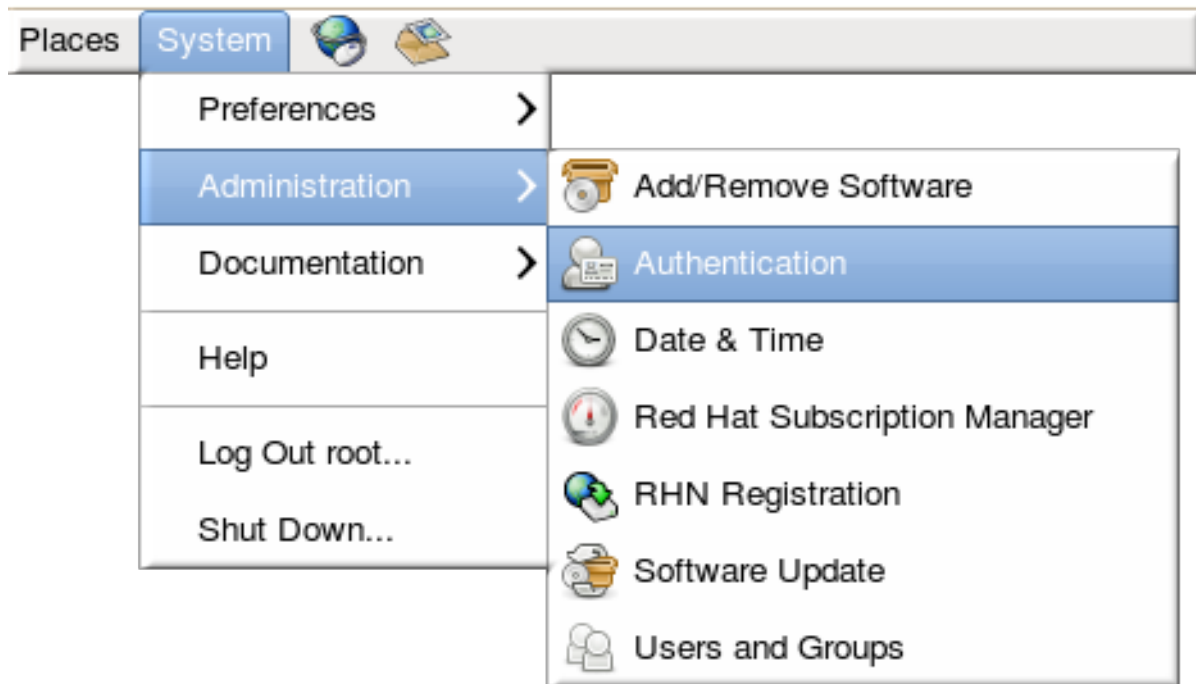 Places System
Preferences
Administration
Documentation
Help
Log Out root...
Shut Down...
Add/Remove Software
Authentication
Date & Time
Red Hat Subscription Manager
RHN Registration
Software Update
Users and Groups